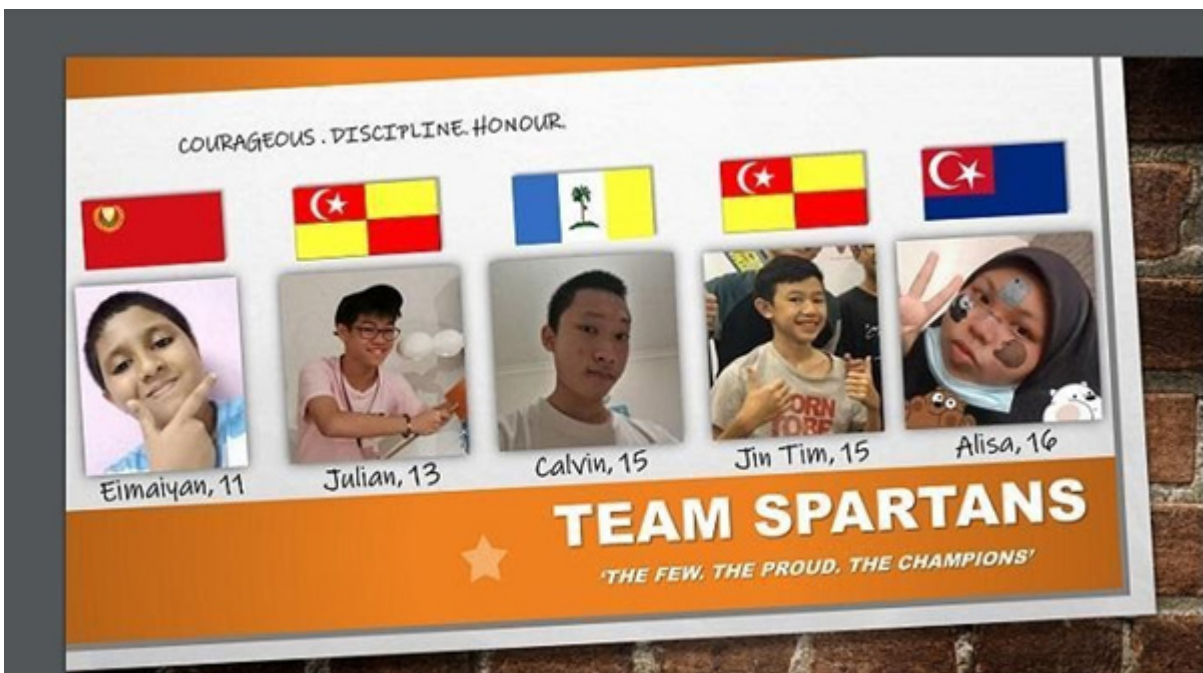 COURAGEOUS. DISCIPLINE. HONOUR.
Eimaiyan, 11
Julian, 13
Calvin, 15
Jin Tim, 15
Alisa, 16
TEAM SPARTANS
'THE FEW. THE PROUD. THE CHAMPIONS'